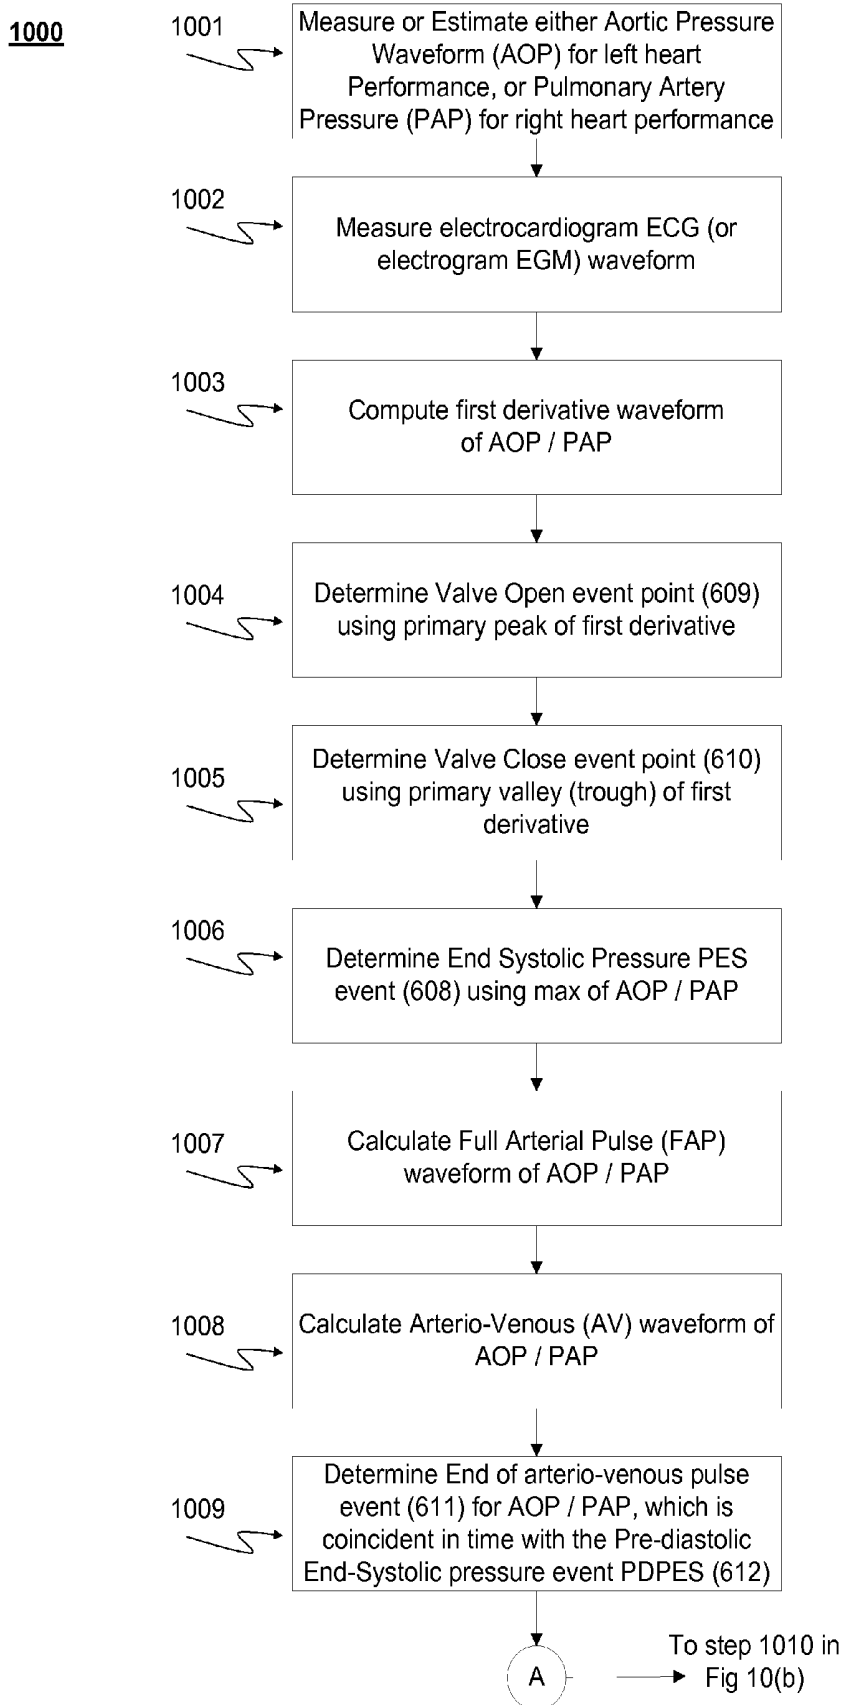 1000
1001
Measure or Estimate either Aortic Pressure
Waveform (AOP) for left heart
Performance, or Pulmonary Artery
Pressure (PAP) for right heart performance
1002
Measure electrocardiogram ECG (or
electrogram EGM) waveform
1003
Compute first derivative waveform
of AOP / PAP
1004
Determine Valve Open event point (609)
using primary peak of first derivative
1005
Determine Valve Close event point (610)
using primary valley (trough) of first
derivative
1006
Determine End Systolic Pressure PES
event (608) using max of AOP / PAP
1007
Calculate Full Arterial Pulse (FAP)
waveform of AOP / PAP
1008
Calculate Arterio-Venous (AV) waveform of
AOP / PAP
1009
Determine End of arterio-venous pulse
event (611) for AOP / PAP, which is
coincident in time with the Pre-diastolic
End-Systolic pressure event PDPES (612)
A
To step 1010 in
Fig 10(b)